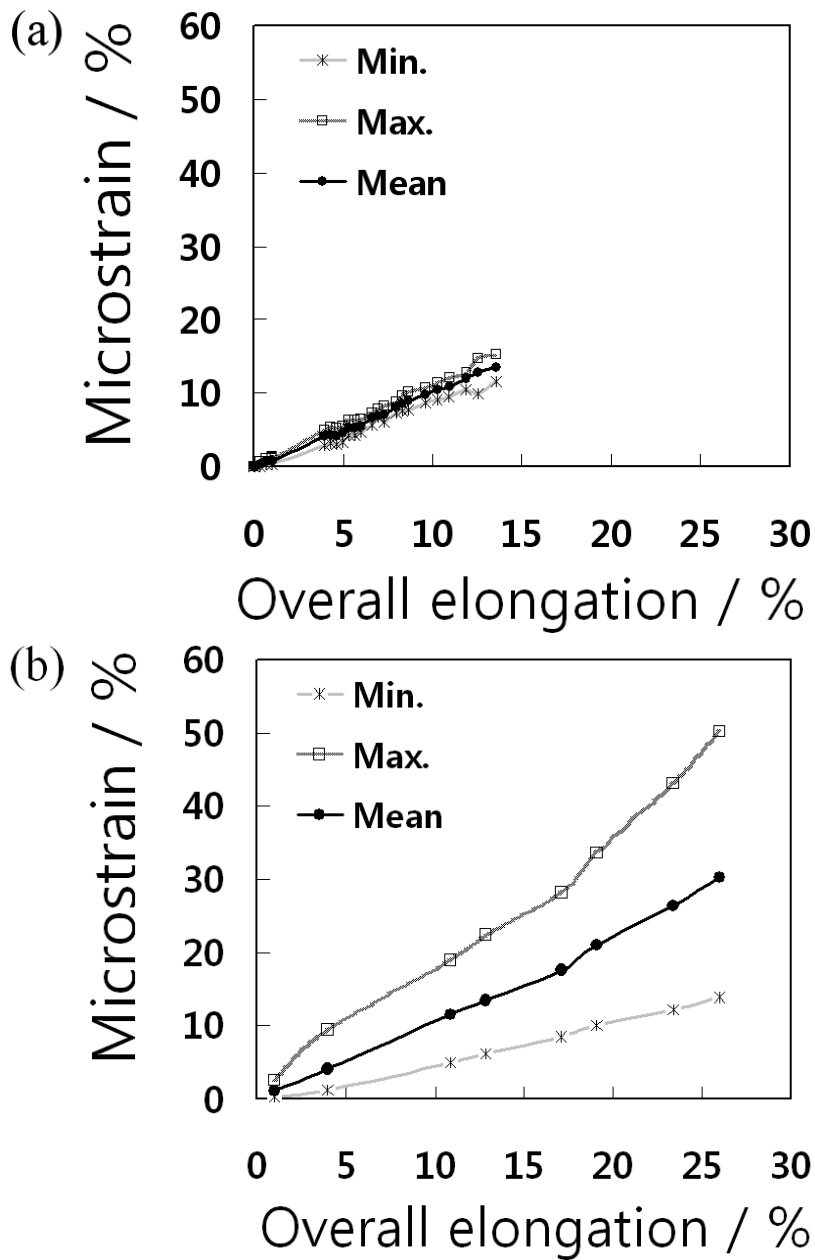 (a)
Microstrain / %
60
50
40
30
20
10
0
Min.
Max.
Mean
0 5 10 15 20 25 30
Overall elongation / %
(b)
Microstrain / %
60
50
40
30
20
10
0
Min.
Max.
Mean
0 5 10 15 20 25 30
Overall elongation / %